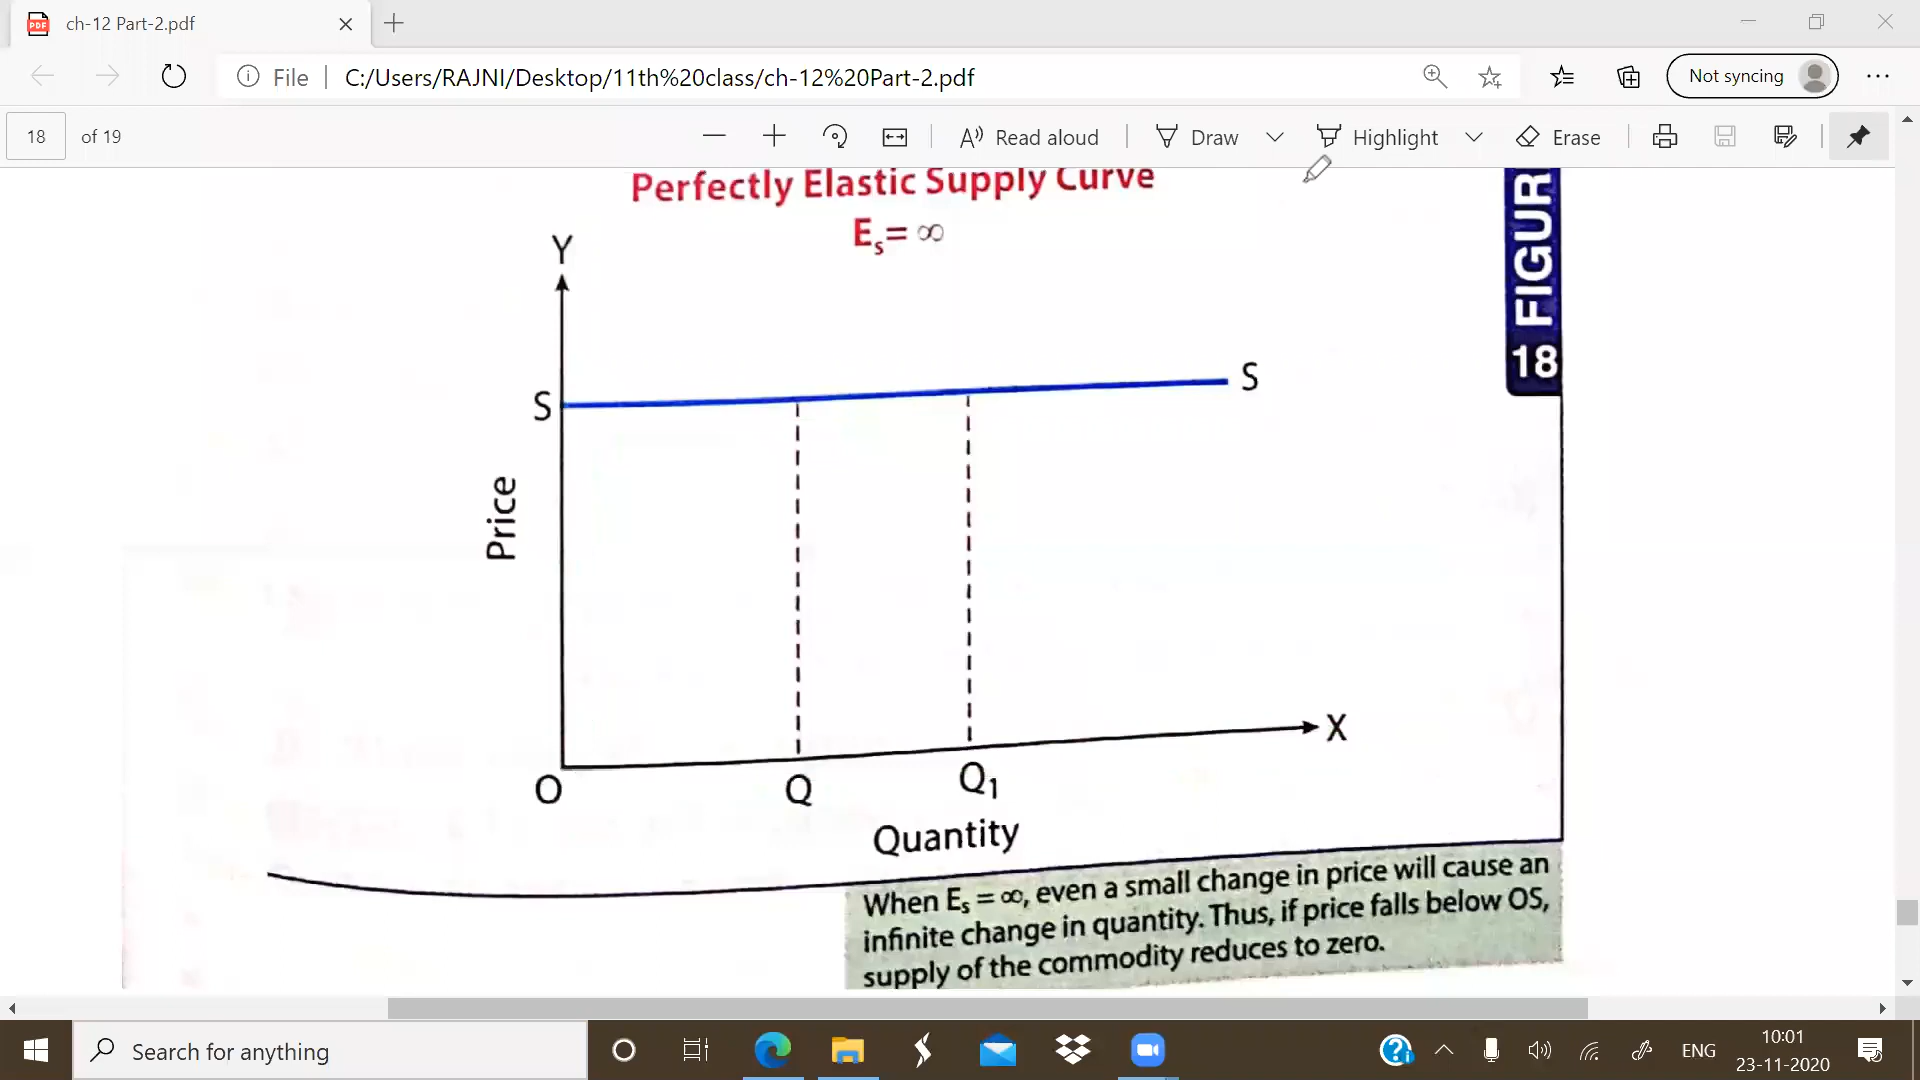 ch-12 Part-2.pdf
File | C:/Users/RAJNI/Desktop/11th%20class/ch-12%20Part-2.pdf
Not syncing
18 of 19
Read aloud
Draw
Highlight
Erase
Perfectly Elastic Supply Curve
Es = ∞
FIGUR
18
Y
S
S
Price
X
O
Q
Q1
Quantity
When Es = ∞, even a small change in price will cause an
infinite change in quantity. Thus, if price falls below OS,
supply of the commodity reduces to zero.
Search for anything
ENG
10:01
23-11-2020